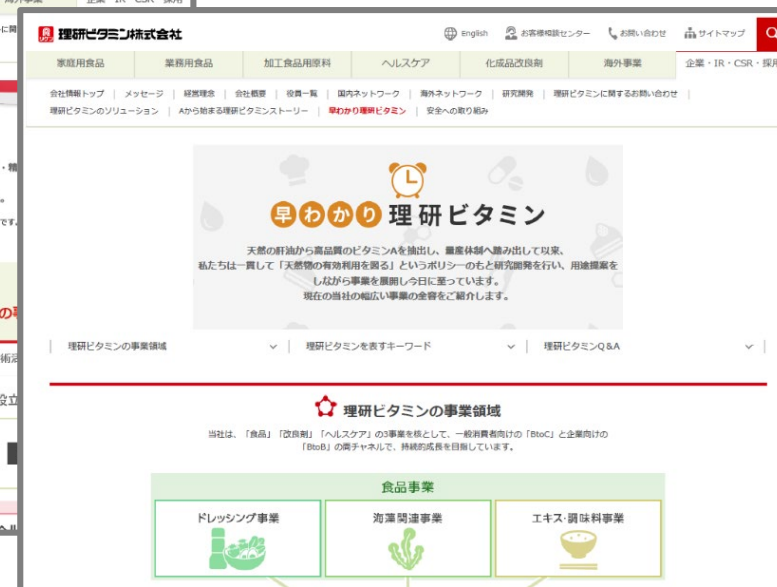 海外事業
企業・IR・CSR・採用
理研ビタミン株式会社
English
お客様相談センター
お問い合わせ
サイトマップ
家庭用食品
業務用食品
加工食品用原料
ヘルスケア
化成品改良剤
海外事業
企業・IR・CSR・採用
会社情報トップ | メッセージ | 経営理念 | 会社概要 | 役員一覧 | 国内ネットワーク | 海外ネットワーク | 研究開発 | 理研ビタミンに関するお問い合わせ |
理研ビタミンのソリューション | Aから始まる理研ビタミンストーリー | 早わかり理研ビタミン | 安全への取り組み
早わかり理研ビタミン
天然の肝油から高品質のビタミンAを抽出し、量産体制へ踏み出して以来、
私たちは一貫して「天然物の有効利用を図る」というポリシーのもと研究開発を行い、用途提案を
しながら事業を展開し今日に至っています。
現在の当社の幅広い事業の全容をご紹介します。
理研ビタミンの事業領域
理研ビタミンを表すキーワード
理研ビタミンQ&A
理研ビタミンの事業領域
当社は、「食品」「改良剤」「ヘルスケア」の3事業を核として、一般消費者向けの「BtoC」と企業向けの
「BtoB」の両チャネルで、持続的成長を目指しています。
食品事業
ドレッシング事業
海藻関連事業
エキス・調味料事業